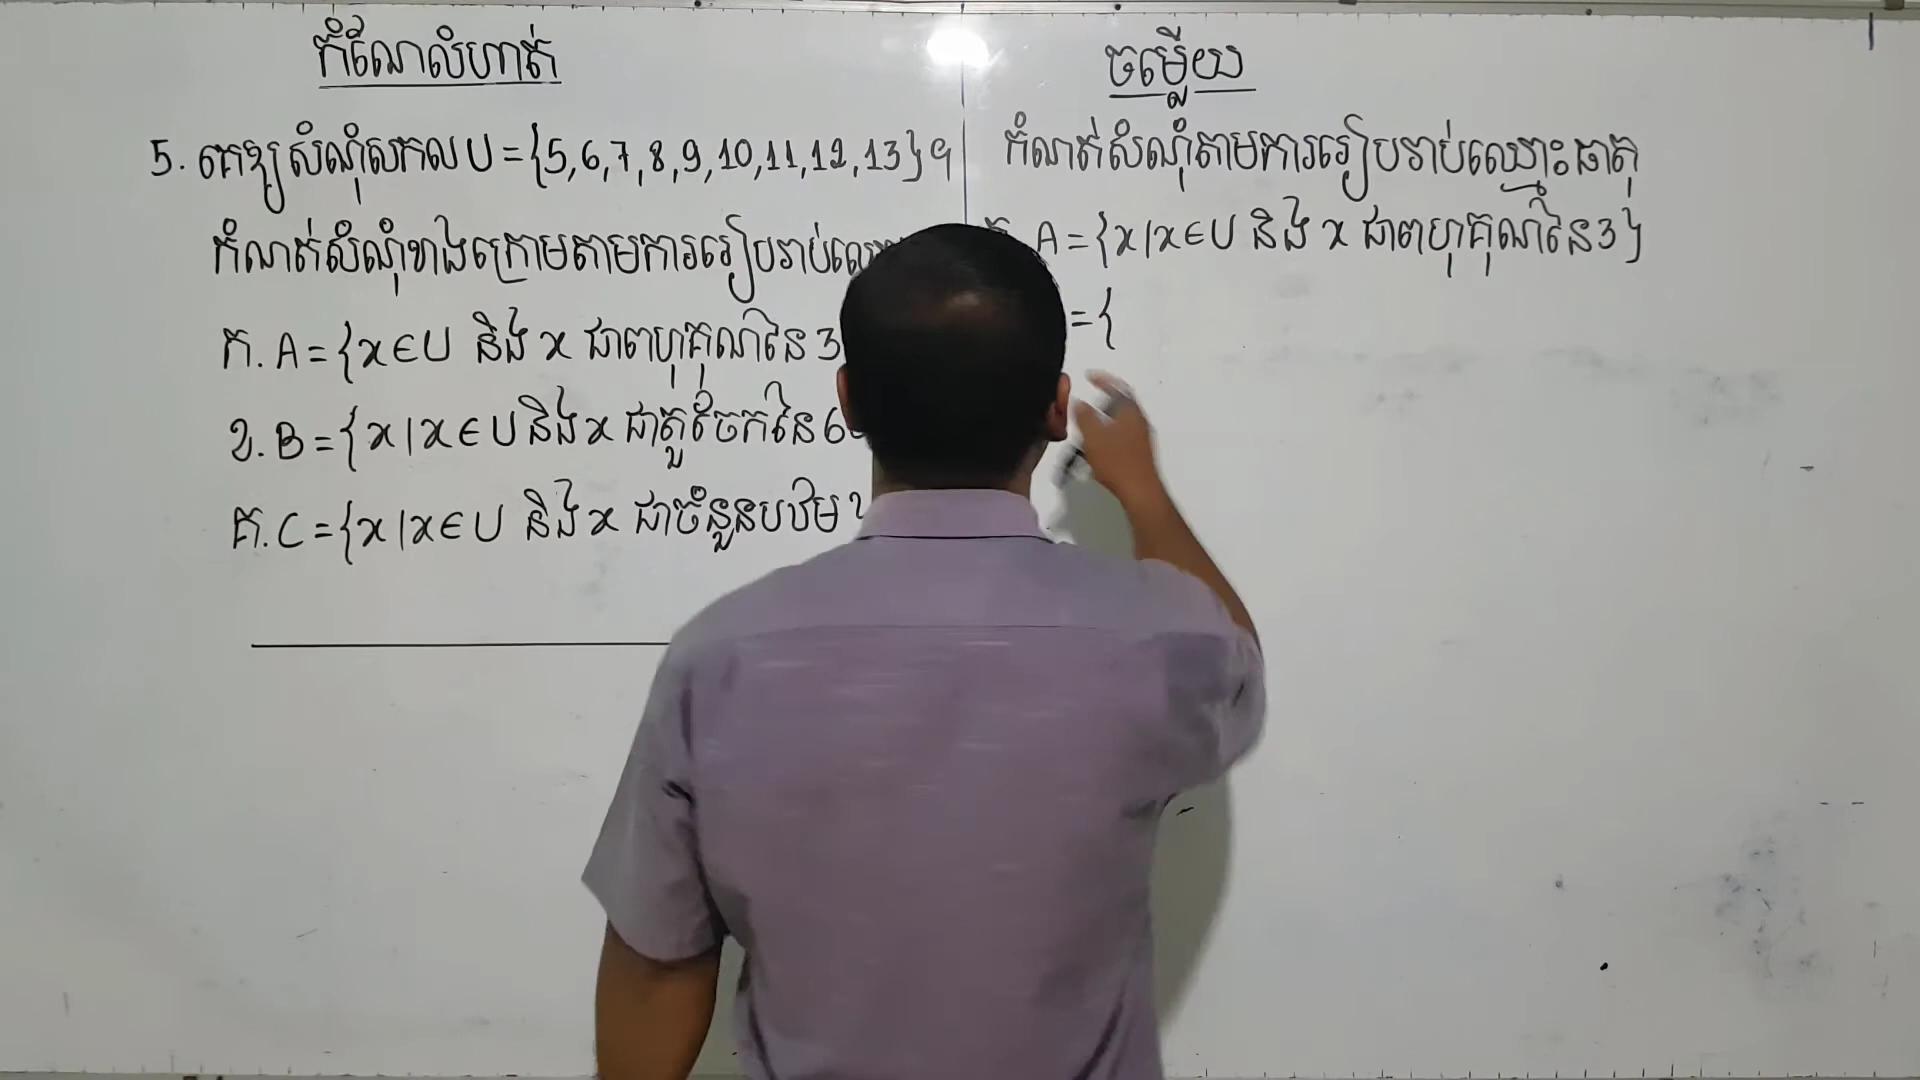 កំណែលំហាត់
5. គេឱ្យសំណុំសកល U = {5,6,7,8,9,10,11,12,13}។
កំណត់សំណុំខាងក្រោមតាមការរៀបរាប់
ក. A = {x ∈ U និង x ជាពហុគុណនៃ 3
ខ. B = {x | x ∈ U និង x ជាតួចែកនៃ 6
គ. C = {x | x ∈ U និង x ជាចំនួនបឋម
ចម្លើយ
កំណត់សំណុំតាមការរៀបរាប់ឈ្មោះធាតុ
ក. A = {x | x ∈ U និង x ជាពហុគុណនៃ 3}
= {